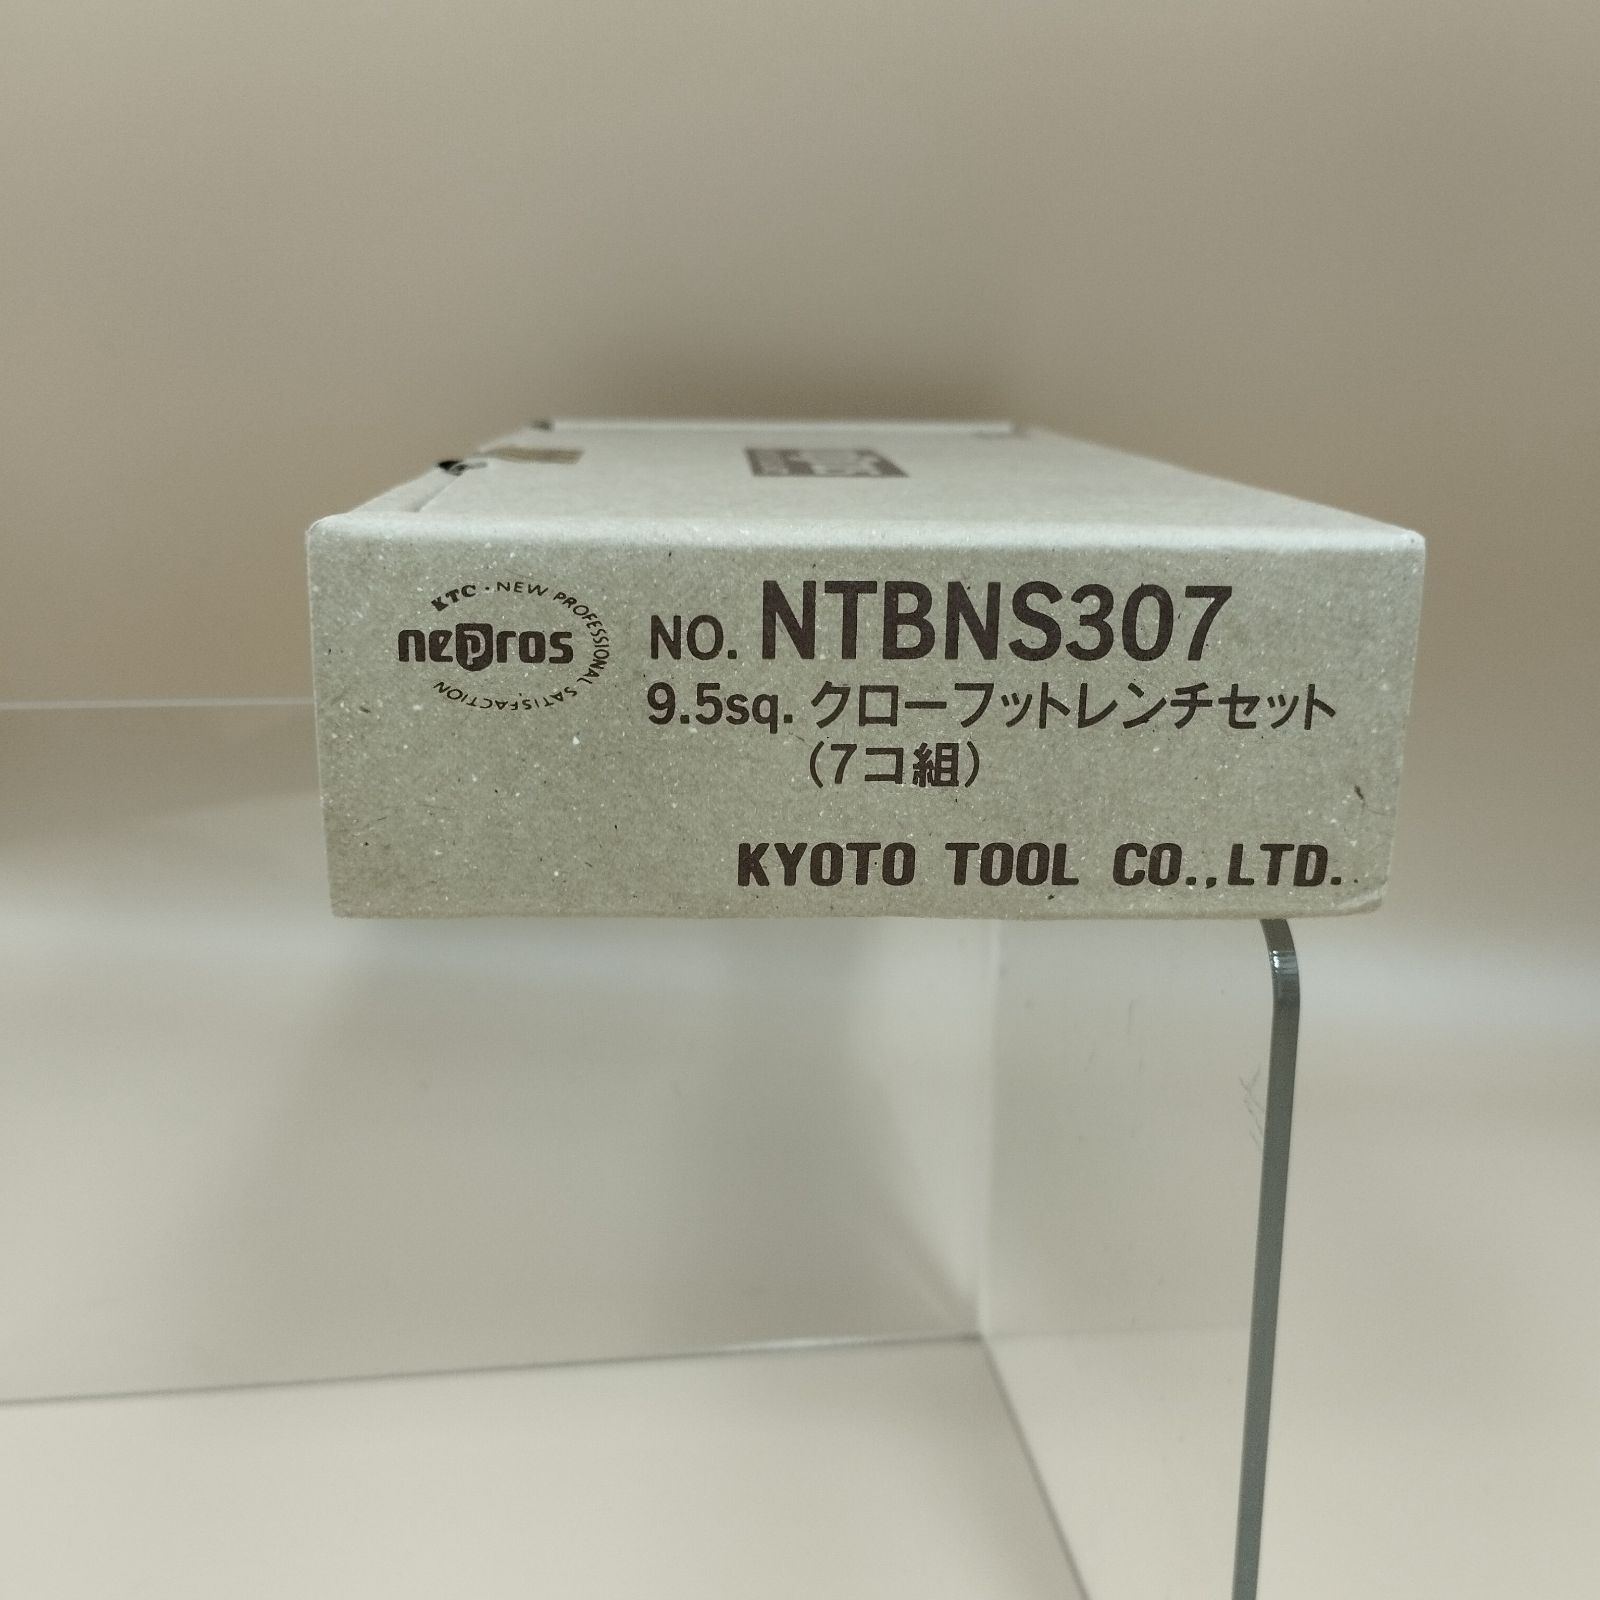 KTC・NEW PROFESSIONAL SATISFACTION
nepros
NO. NTBNS307
9.5sq. クローフットレンチセット
(7コ組)
KYOTO TOOL CO.,LTD.